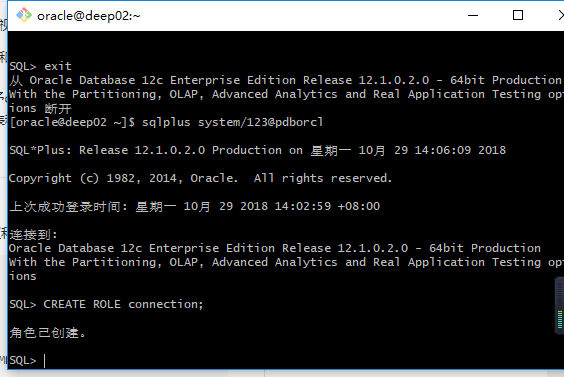 oracle@deep02:~
SQL> exit
从 Oracle Database 12c Enterprise Edition Release 12.1.0.2.0 - 64bit Production
With the Partitioning, OLAP, Advanced Analytics and Real Application Testing opt
ions 断开
[oracle@deep02 ~]$ sqlplus system/123@pdborcl
SQL*Plus: Release 12.1.0.2.0 Production on 星期一 10月 29 14:06:09 2018
Copyright (c) 1982, 2014, Oracle.  All rights reserved.
上次成功登录时间: 星期一 10月 29 2018 14:02:59 +08:00
连接到:
Oracle Database 12c Enterprise Edition Release 12.1.0.2.0 - 64bit Production
With the Partitioning, OLAP, Advanced Analytics and Real Application Testing opt
ions
SQL> CREATE ROLE connection;
角色已创建。
SQL>